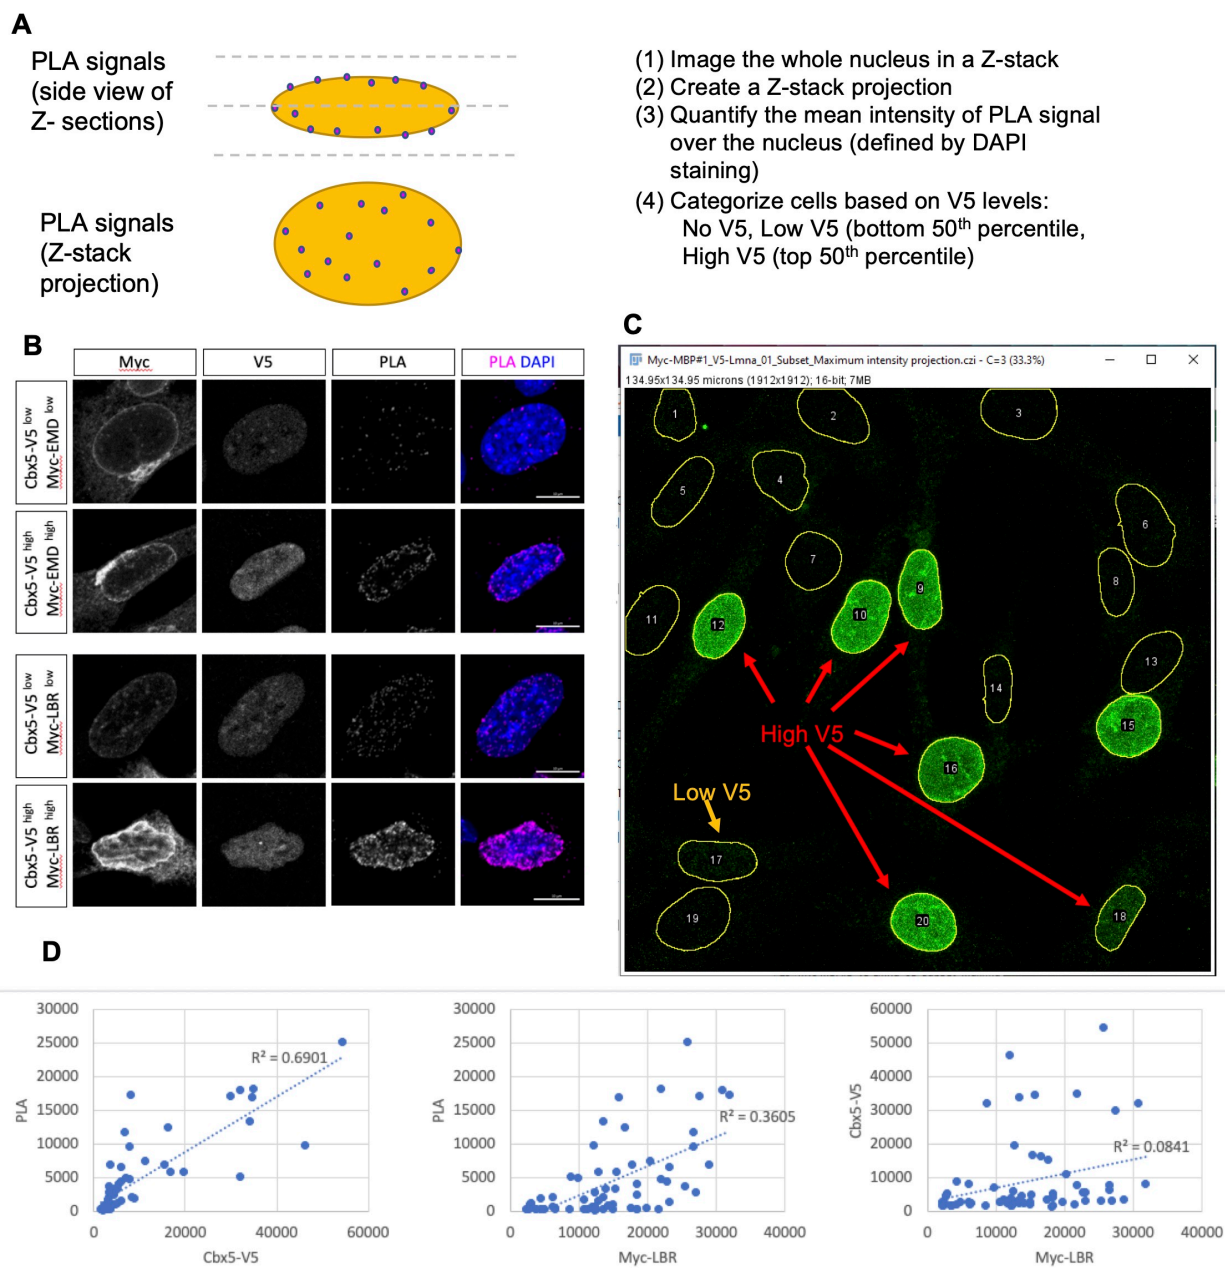 A
PLA signals
(side view of
Z- sections)
PLA signals
(Z-stack
projection)
(1) Image the whole nucleus in a Z-stack
(2) Create a Z-stack projection
(3) Quantify the mean intensity of PLA signal
over the nucleus (defined by DAPI
staining)
(4) Categorize cells based on V5 levels:
No V5, Low V5 (bottom 50th percentile,
High V5 (top 50th percentile)
B
Myc
V5
PLA
PLA DAPI
Cbx5-V5 low
Myc-EMD low
Cbx5-V5 high
Myc-EMD high
Cbx5-V5 low
Myc-LBR low
Cbx5-V5 high
Myc-LBR high
C
Myc-MBP#1_V5-Lmna_01_Subset_Maximum intensity projection.czi - C=3 (33.3%)
134.95x134.95 microns (1912x1912); 16-bit; 7MB
1
2
3
4
5
6
7
8
9
10
11
12
13
14
15
16
High V5
Low V5
17
18
19
20
D
30000
25000
20000
15000
10000
5000
0
PLA
R² = 0.6901
0
20000
40000
60000
Cbx5-V5
30000
25000
20000
15000
10000
5000
0
PLA
R² = 0.3605
0
10000
20000
30000
40000
Myc-LBR
60000
50000
40000
30000
20000
10000
0
Cbx5-V5
R² = 0.0841
0
10000
20000
30000
40000
Myc-LBR